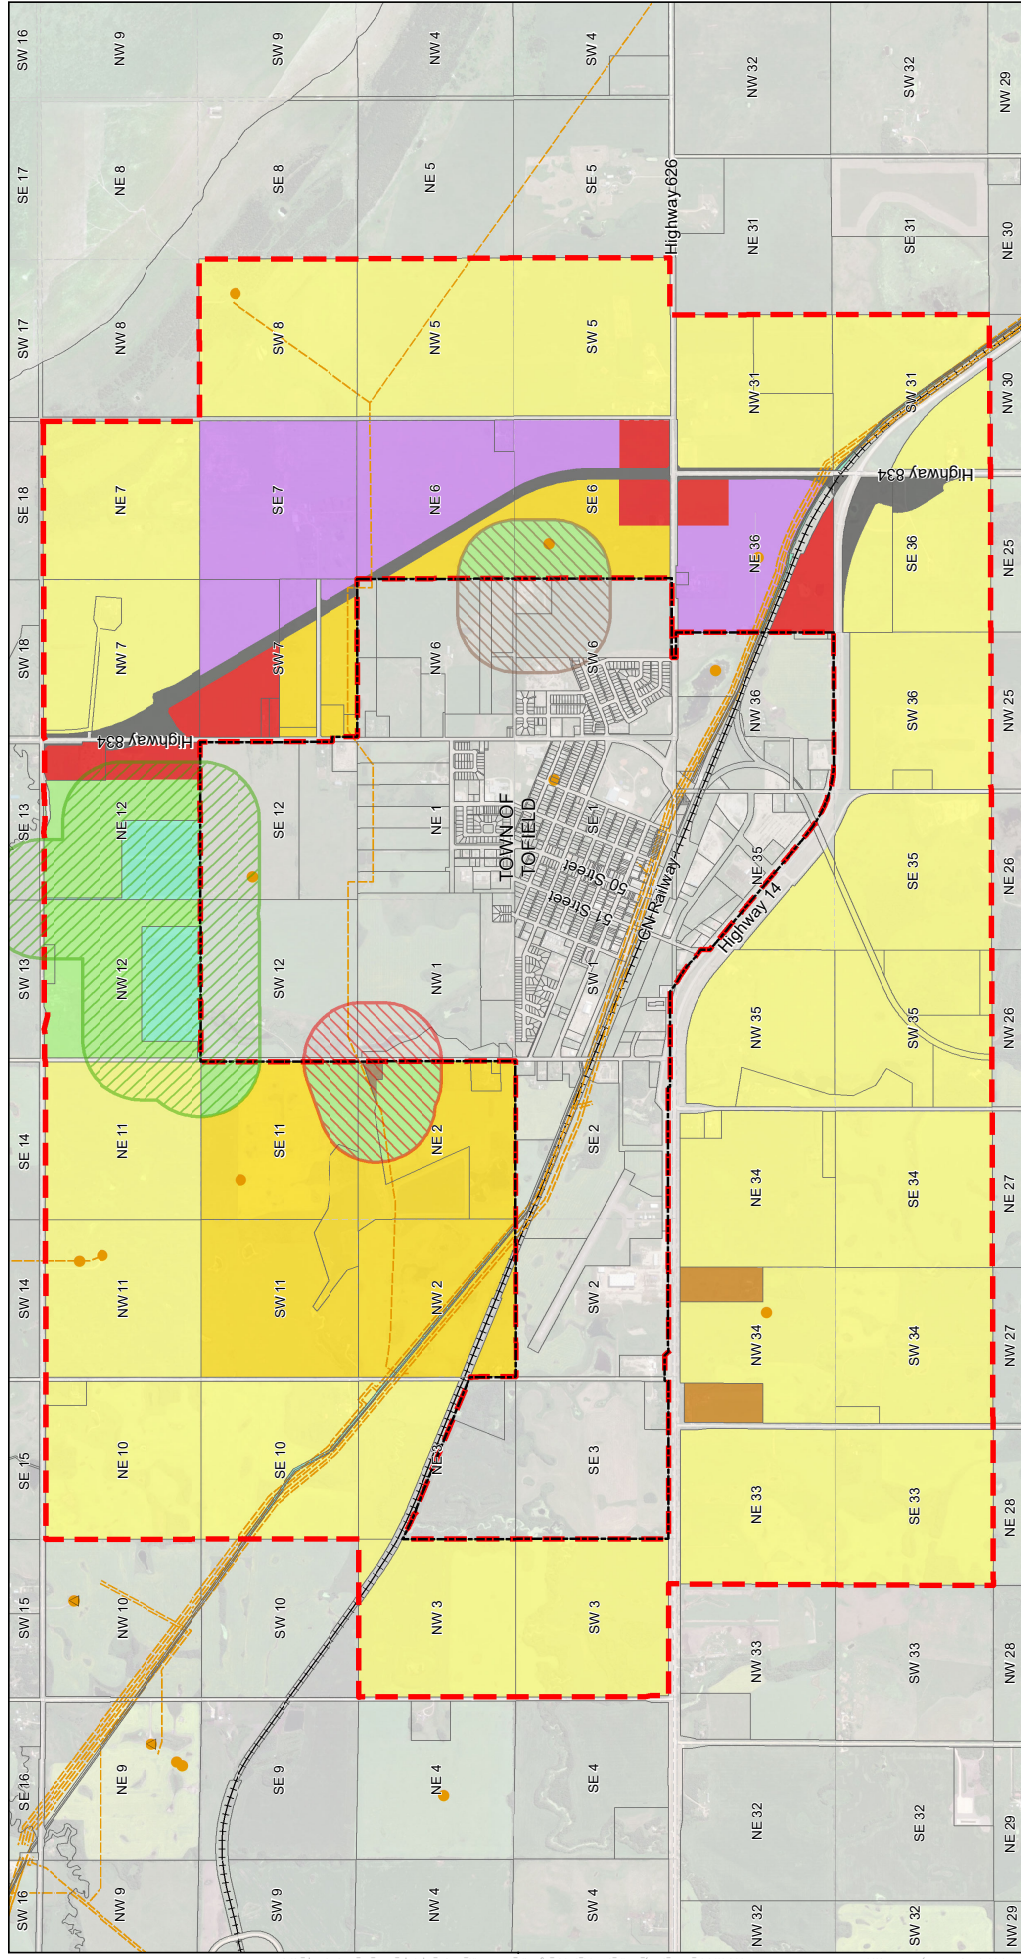 SW 16
SE 16
SW 15
SE 15
SW 14
SE 14
SW 13
SE 13
SW 18
SE 18
SW 17
SE 17
SW 16
NW 9
NE 9
NW 10
NE 10
NW 11
NE 11
NW 12
NE 12
NW 7
NE 7
NW 8
NE 8
NW 9
Highway 834
SW 9
SE 9
SW 10
SE 10
SW 11
SE 11
SW 12
SE 12
SW 7
SE 7
SW 8
SE 8
SW 9
NW 4
NE 4
NW 3
NE 3
NW 2
NE 2
NW 1
NE 1
NW 6
NE 6
NW 5
NE 5
NW 4
TOWN OF
TOFIELD
SW 4
SE 4
SW 3
SE 3
SW 2
SE 2
SW 1
SE 1
SW 6
SE 6
SW 5
SE 5
SW 4
51 Street
50 Street
CN Railway
Highway 626
NW 32
NE 32
NW 33
NE 33
NW 34
NE 34
NW 35
NE 35
NW 36
NE 36
NW 31
NE 31
NW 32
Highway 14
SW 32
SE 32
SW 33
SE 33
SW 34
SE 34
SW 35
SE 35
SW 36
SE 36
SW 31
SE 31
SW 32
Highway 834
NW 29
NE 29
NW 28
NE 28
NW 27
NE 27
NW 26
NE 26
NW 25
NE 25
NW 30
NE 30
NW 29